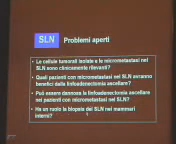 SLN
Problemi aperti
• Le cellule tumorali isolate e le micrometastasi nel
SLN sono clinicamente rilevanti?
• Quali pazienti con micrometastasi nel SLN avranno
benefici dalla linfoadenectomia ascellare?
• Può essere dannosa la linfoadenectomia ascellare
nei pazienti con micrometastasi nel SLN?
• Ha un ruolo la biopsia del SLN nei mammari
interni?